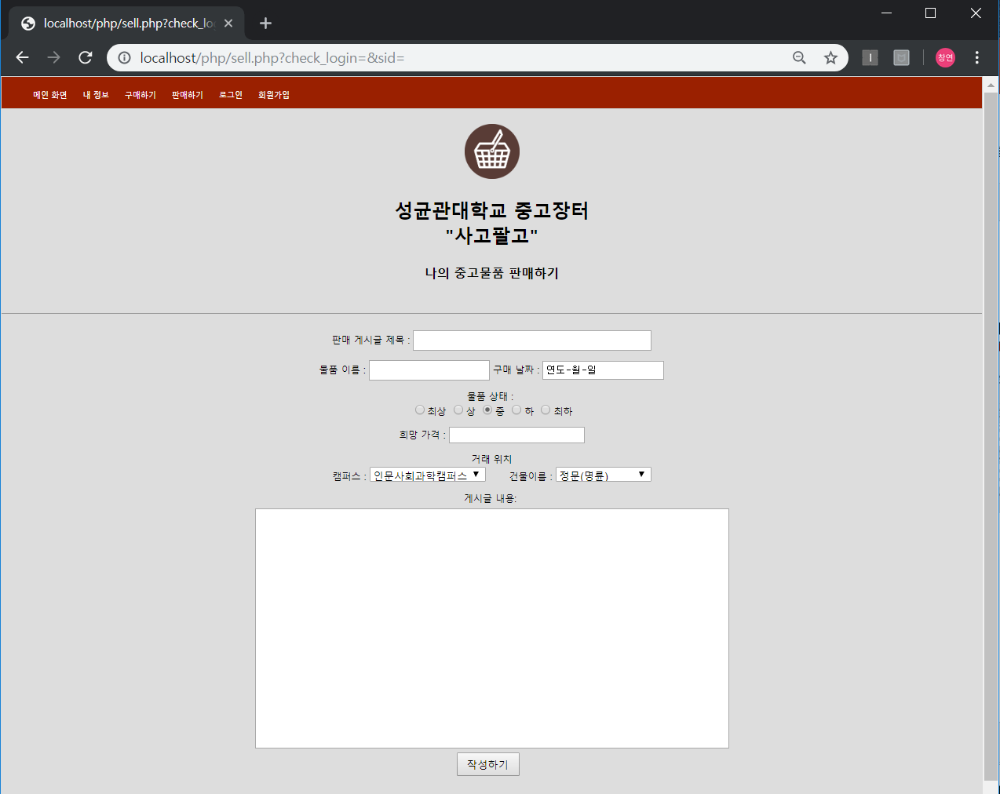 localhost/php/sell.php?check_lo
localhost/php/sell.php?check_login=&sid=
창연
메인 화면 내 정보 구매하기 판매하기 로그인 회원가입
성균관대학교 중고장터
"사고팔고"
나의 중고물품 판매하기
판매 게시글 제목 :
물품 이름 : 구매 날짜 : 연도-월-일
물품 상태 :
최상 상 중 하 최하
희망 가격 :
거래 위치
캠퍼스 : 인문사회과학캠퍼스 건물이름 : 정문(명륜)
게시글 내용:
작성하기